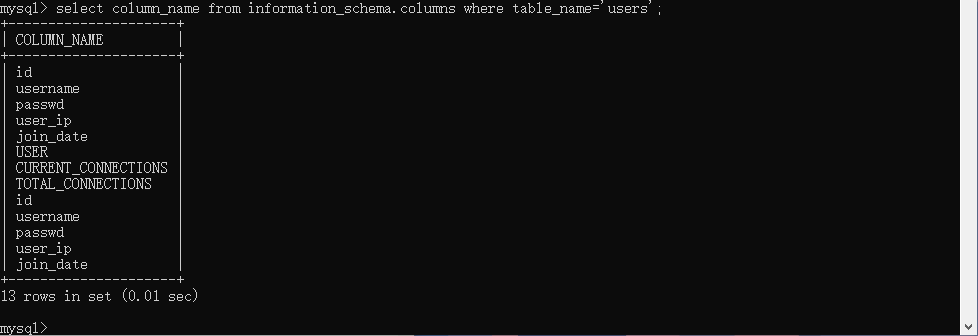 mysql> select column_name from information_schema.columns where table_name='users';
+---------------------+
| COLUMN_NAME         |
+---------------------+
| id                  |
| username            |
| passwd              |
| user_ip             |
| join_date           |
| USER                |
| CURRENT_CONNECTIONS |
| TOTAL_CONNECTIONS   |
| id                  |
| username            |
| passwd              |
| user_ip             |
| join_date           |
+---------------------+
13 rows in set (0.01 sec)
mysql>